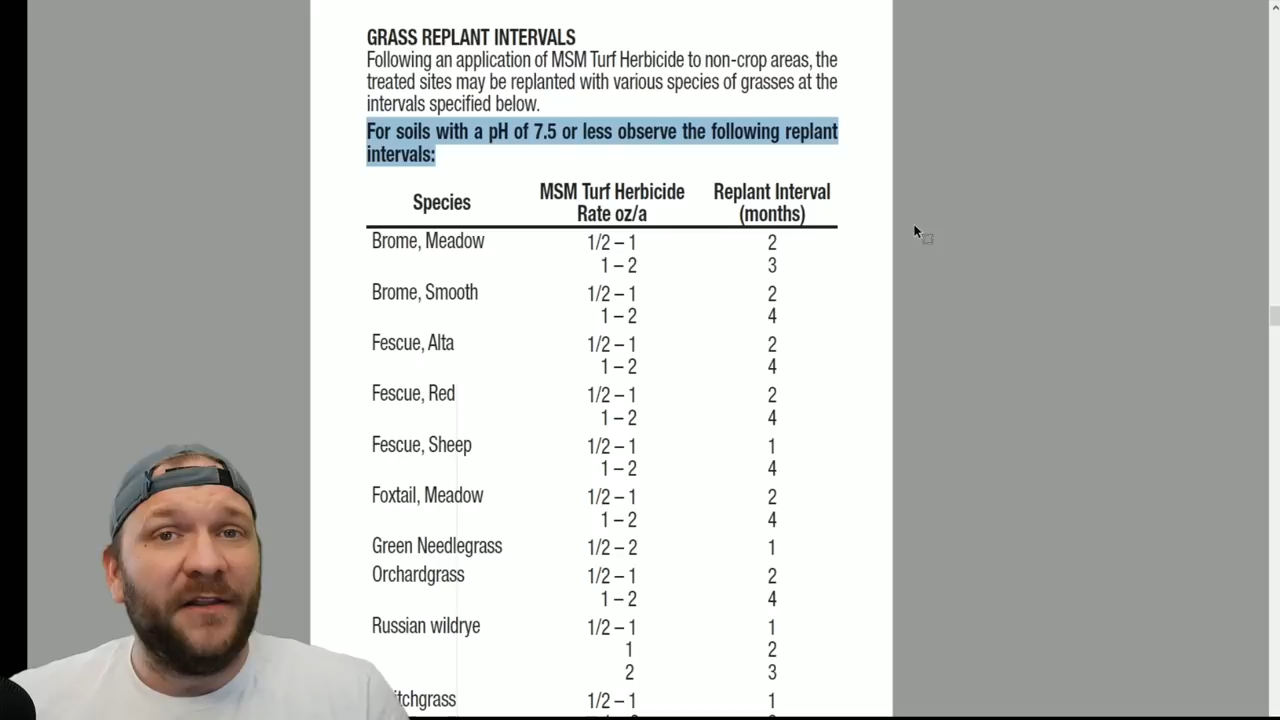 GRASS REPLANT INTERVALS
Following an application of MSM Turf Herbicide to non-crop areas, the
treated sites may be replanted with various species of grasses at the
intervals specified below.
For soils with a pH of 7.5 or less observe the following replant
intervals:
Species MSM Turf Herbicide Rate oz/a Replant Interval (months)
Brome, Meadow 1/2 – 1 2
1 – 2 3
Brome, Smooth 1/2 – 1 2
1 – 2 4
Fescue, Alta 1/2 – 1 2
1 – 2 4
Fescue, Red 1/2 – 1 2
1 – 2 4
Fescue, Sheep 1/2 – 1 1
1 – 2 4
Foxtail, Meadow 1/2 – 1 2
1 – 2 4
Green Needlegrass 1/2 – 2 1
Orchardgrass 1/2 – 1 2
1 – 2 4
Russian wildrye 1/2 – 1 1
1 2
2 3
itchgrass 1/2 – 1 1